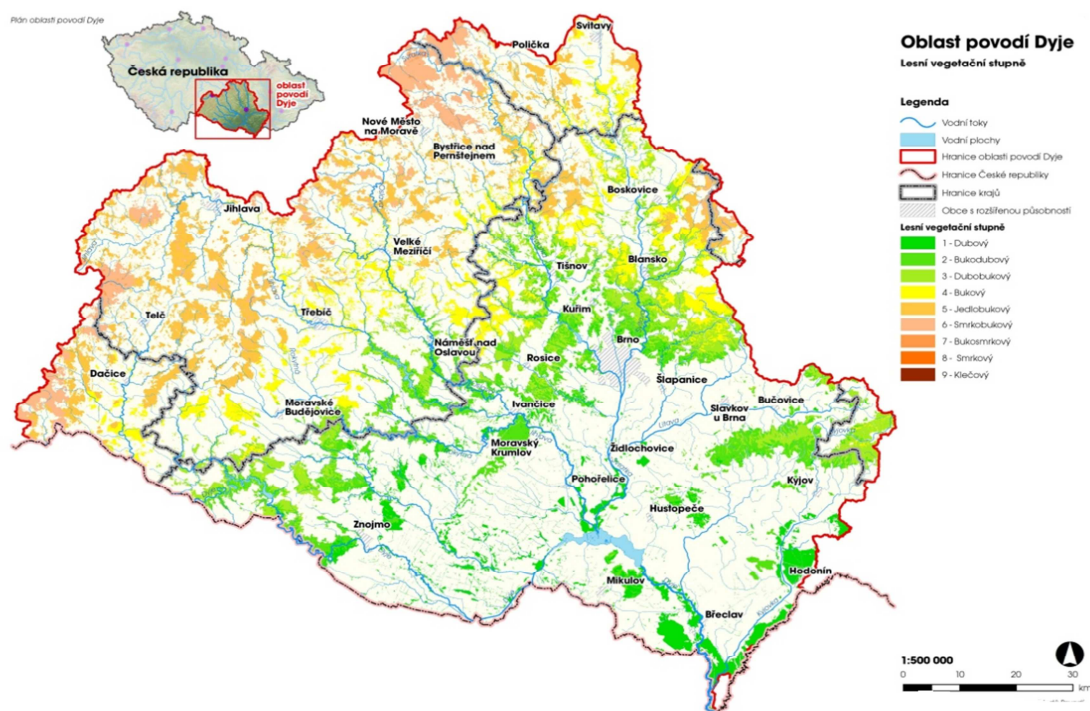 Plán oblasti povodí Dyje
Česká republika
oblast
povodí
Dyje
Svitavy
Polička
Nové Město
na Moravě
Bystřice nad
Pernštejnem
Boskovice
Jihlava
Velké
Meziříčí
Tišnov
Blansko
Telč
Třebíč
Kuřim
Náměšť nad
Oslavou
Brno
Rosice
Šlapanice
Dačice
Moravské
Budějovice
Ivančice
Bučovice
Slavkov
u Brna
Litava
Moravský
Krumlov
Židlochovice
Pohořelice
Kyjov
Hustopeče
Znojmo
Hodonín
Mikulov
Břeclav
Kyjovka
Oblast povodí Dyje
Lesní vegetační stupně
Legenda
Vodní toky
Vodní plochy
Hranice oblasti povodí Dyje
Hranice České republiky
Hranice krajů
Obce s rozšířenou působností
Lesní vegetační stupně
1 - Dubový
2 - Bukodubový
3 - Dubobukový
4 - Bukový
5 - Jedlobukový
6 - Smrkobukový
7 - Bukosmrkový
8 - Smrkový
9 - Klečový
1:500 000
0 10 20 30
km